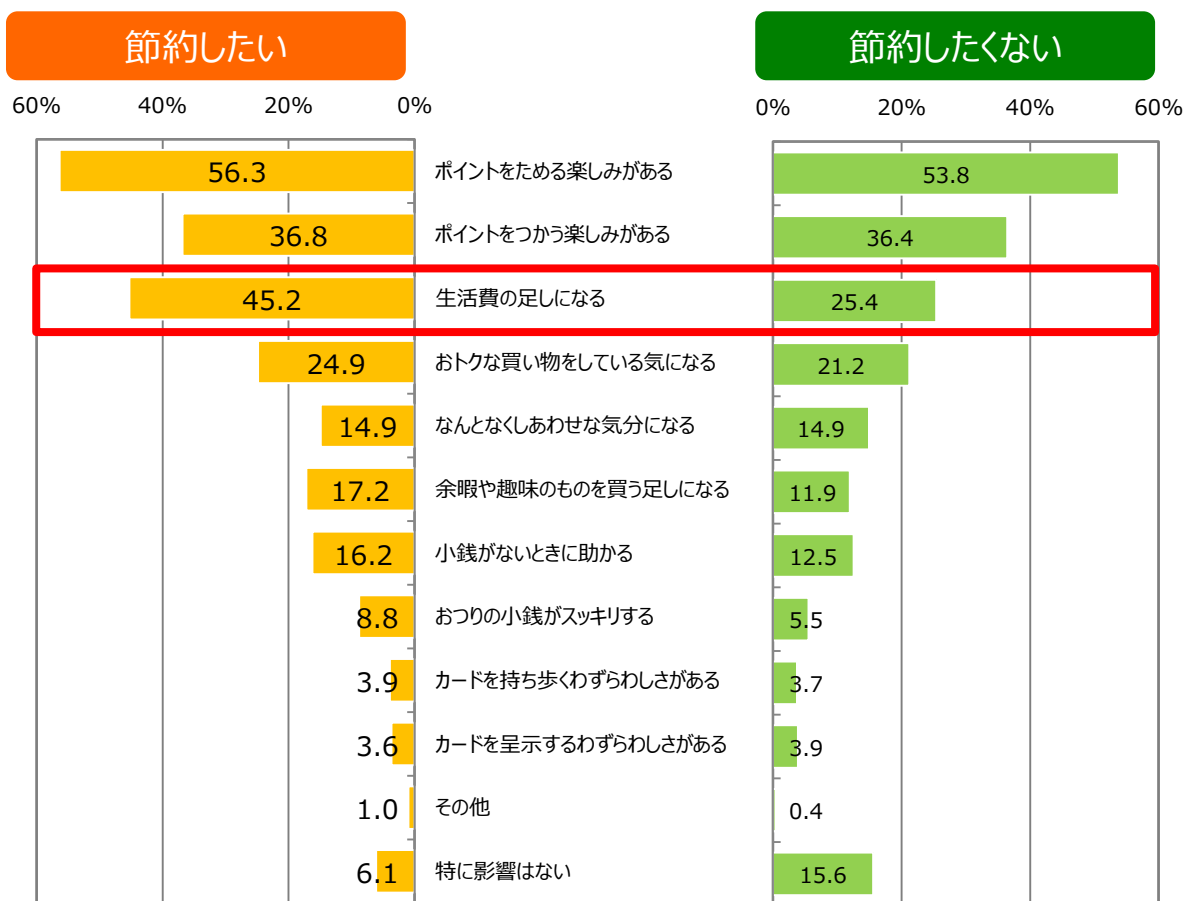 節約したい 節約したくない
60% 40% 20% 0% 0% 20% 40% 60%
56.3 ポイントをためる楽しみがある 53.8
36.8 ポイントをつかう楽しみがある 36.4
45.2 生活費の足しになる 25.4
24.9 おトクな買い物をしている気になる 21.2
14.9 なんとなくしあわせな気分になる 14.9
17.2 余暇や趣味のものを買う足しになる 11.9
16.2 小銭がないときに助かる 12.5
8.8 おつりの小銭がスッキリする 5.5
3.9 カードを持ち歩くわずらわしさがある 3.7
3.6 カードを呈示するわずらわしさがある 3.9
1.0 その他 0.4
6.1 特に影響はない 15.6